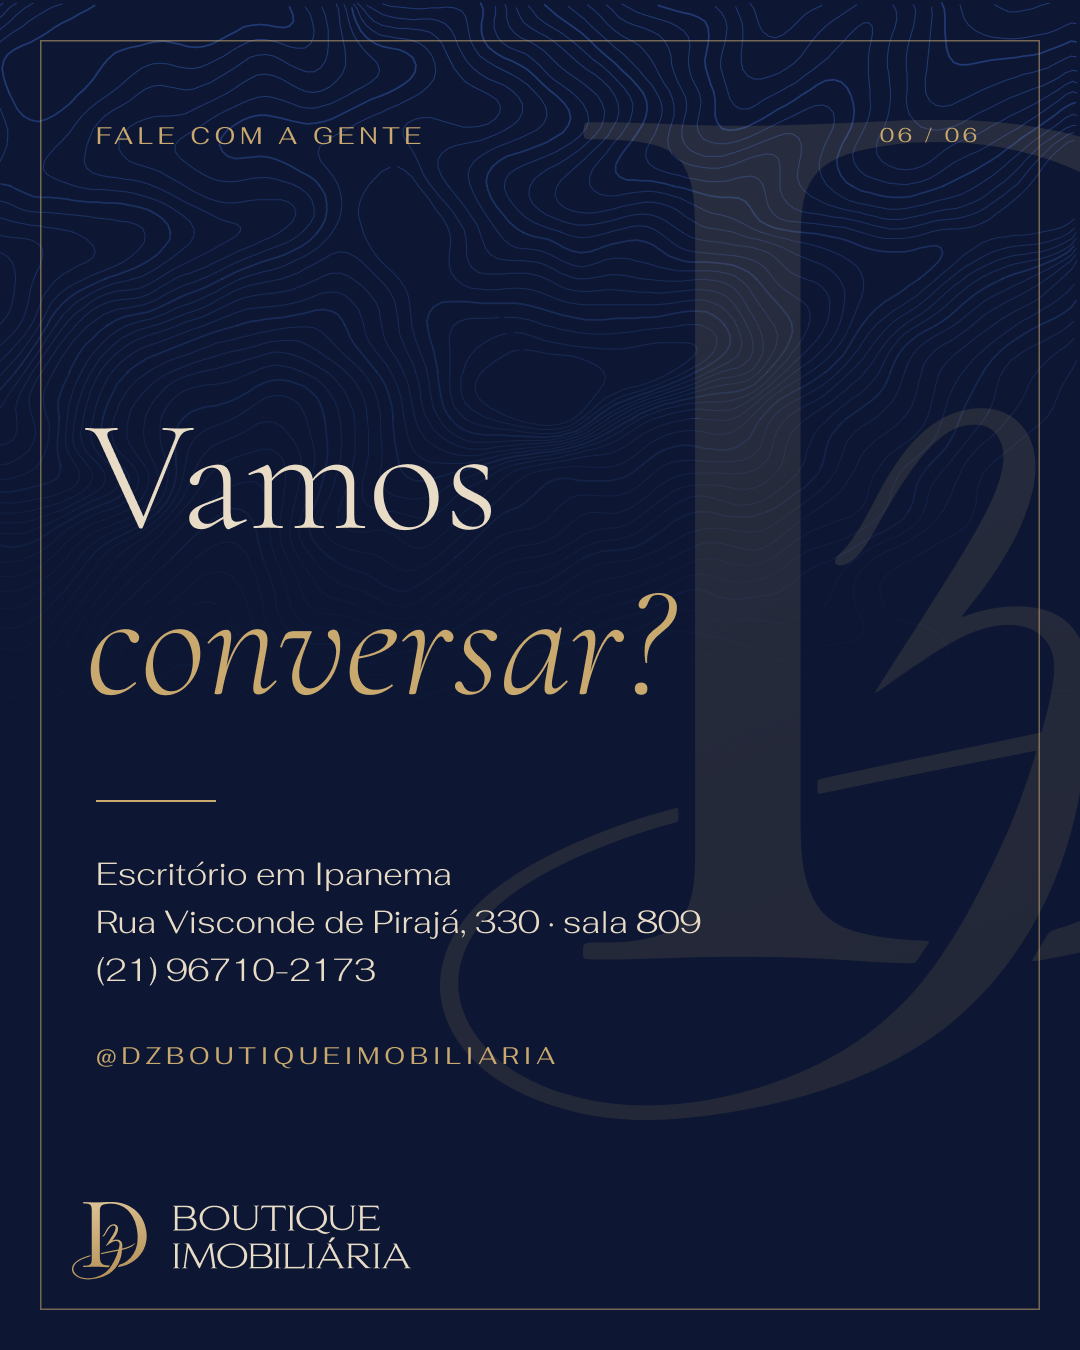 FALE COM A GENTE
06 / 06
Vamos
conversar?
Escritório em Ipanema
Rua Visconde de Pirajá, 330 · sala 809
(21) 96710-2173
@DZBOUTIQUEIMOBILIARIA
DZ BOUTIQUE
IMOBILIÁRIA